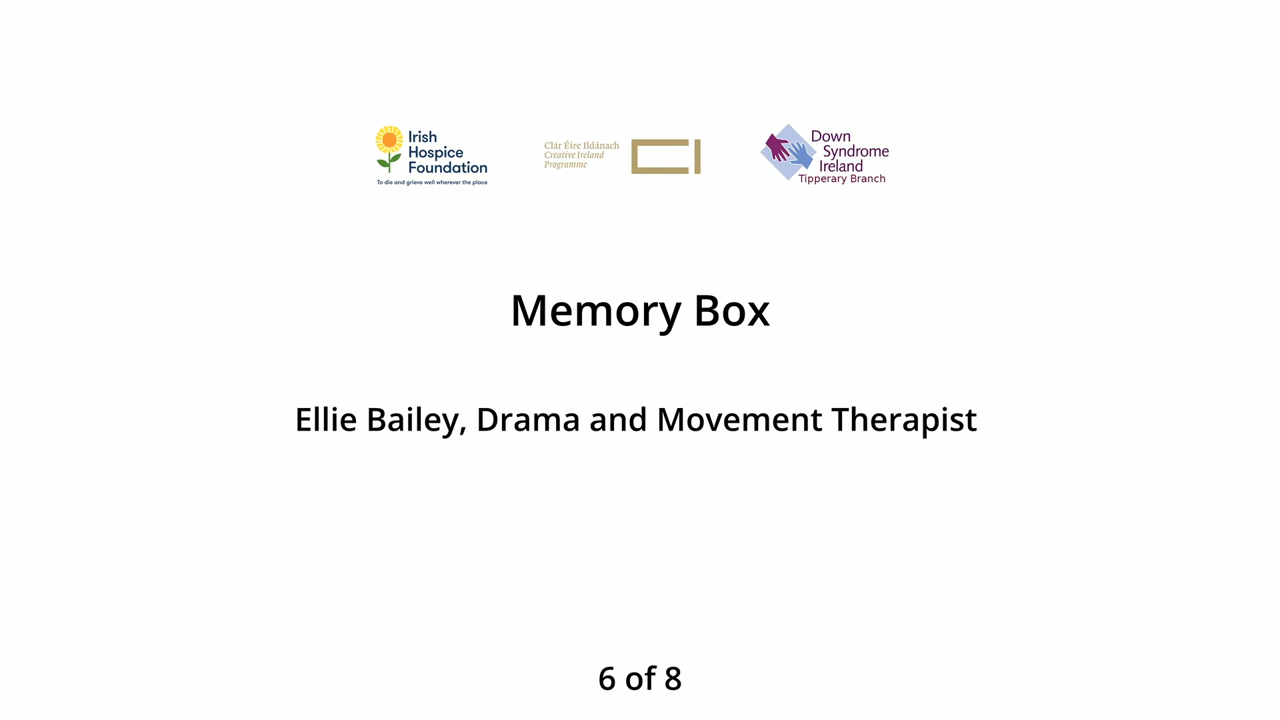 Irish
Hospice
Foundation
To die and grieve well wherever the place
Clár Éire Ildánach
Creative Ireland
Programme
Down
Syndrome
Ireland
Tipperary Branch
Memory Box
Ellie Bailey, Drama and Movement Therapist
6 of 8